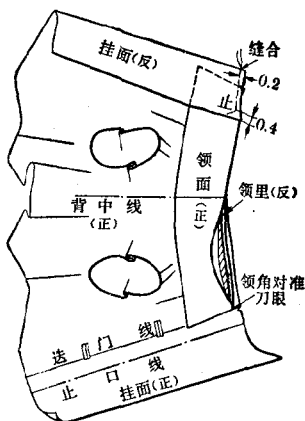 挂面(反)
缝合
0.2
止
0.4
领面
(正)
领里(反)
背中线
(正)
领角对准
刀眼
迭门线
止口线
挂面(正)